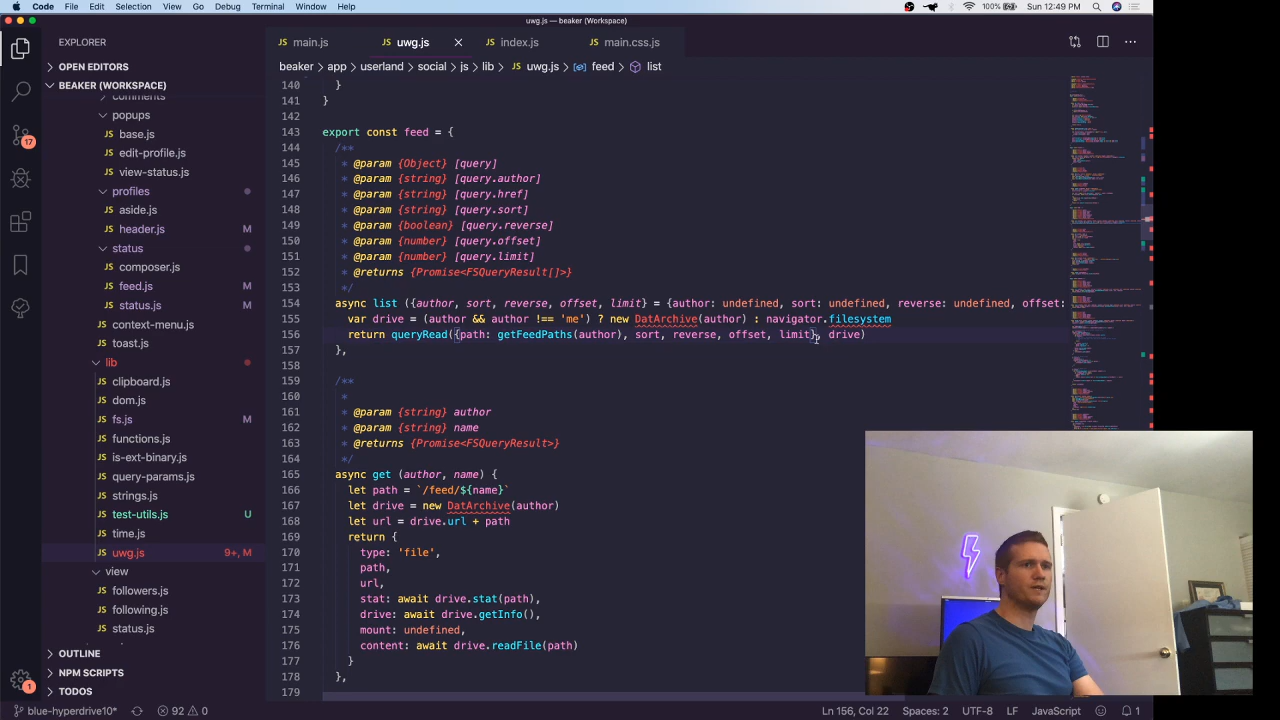 Code File Edit Selection View Go Debug Terminal Window Help 100% Sun 12:49 PM
uwg.js — beaker (Workspace)
EXPLORER
main.js uwg.js index.js main.css.js
OPEN EDITORS
beaker › app › userland › social › js › lib › uwg.js › feed › list
BEAKER (WORKSPACE)
comments
popups
base.js
edit-profile.js
view-status.js
profiles
aside.js
header.js M
status
composer.js
feed.js M
status.js M
context-menu.js
lib
clipboard.js
dom.js
fs.js M
functions.js
is-ext-binary.js
query-params.js
strings.js
test-utils.js U
time.js
uwg.js 9+, M
view
followers.js
following.js
status.js
OUTLINE
NPM SCRIPTS
TODOS
17
1
140 }
141 }
142
143 export const feed = {
144 /**
145 * @param {Object} [query]
146 * @param {string} [query.author]
147 * @param {string} [query.href]
148 * @param {string} [query.sort]
149 * @param {boolean} [query.reverse]
150 * @param {number} [query.offset]
151 * @param {number} [query.limit]
152 * @returns {Promise<FSQueryResult[]>}
153 */
154 async list ({author, sort, reverse, offset, limit} = {author: undefined, sort: undefined, reverse: undefined, offset:
155 var drive = (author && author !== 'me') ? new DatArchive(author) : navigator.filesystem
156 return queryRead({path: getFeedPaths(author), sort, reverse, offset, limit}, drive)
157 },
158
159 /**
160 *
161 * @param {string} author
162 * @param {string} name
163 * @returns {Promise<FSQueryResult>}
164 */
165 async get (author, name) {
166 let path = `/feed/${name}`
167 let drive = new DatArchive(author)
168 let url = drive.url + path
169 return {
170 type: 'file',
171 path,
172 url,
173 stat: await drive.stat(path),
174 drive: await drive.getInfo(),
175 mount: undefined,
176 content: await drive.readFile(path)
177 }
178 },
179
blue-hyperdrive10* 92 0 Ln 156, Col 22 Spaces: 2 UTF-8 LF JavaScript 1